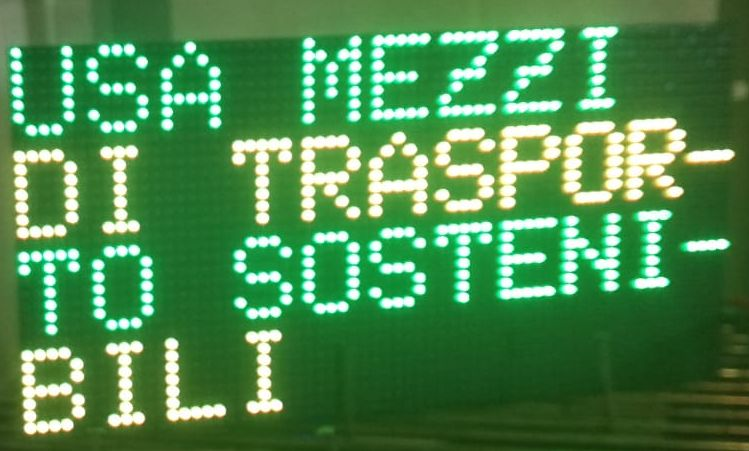 USA MEZZI
DI TRASPOR-
TO SOSTENI-
BILI